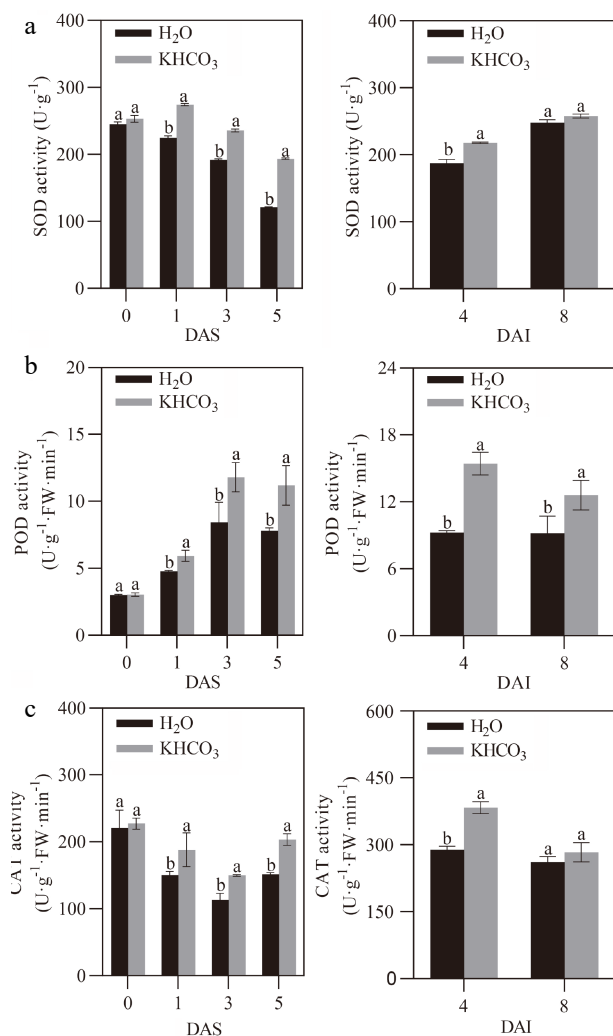 a
SOD activity (U·g⁻¹)
400
300
200
100
0
H₂O
KHCO₃
a a
b a
b a
b a
0 1 3 5
DAS
SOD activity (U·g⁻¹)
400
300
200
100
0
H₂O
KHCO₃
b a
a a
4 8
DAI
b
POD activity
(U·g⁻¹·FW·min⁻¹)
20
15
10
5
0
H₂O
KHCO₃
a a
b a
b a
b a
0 1 3 5
DAS
POD activity
(U·g⁻¹·FW·min⁻¹)
24
18
12
6
0
H₂O
KHCO₃
b a
b a
4 8
DAI
c
CAT activity
(U·g⁻¹·FW·min⁻¹)
400
300
200
100
0
H₂O
KHCO₃
a a
b a
b a
b a
0 1 3 5
DAS
CAT activity
(U·g⁻¹·FW·min⁻¹)
600
450
300
150
0
H₂O
KHCO₃
b a
a a
4 8
DAI